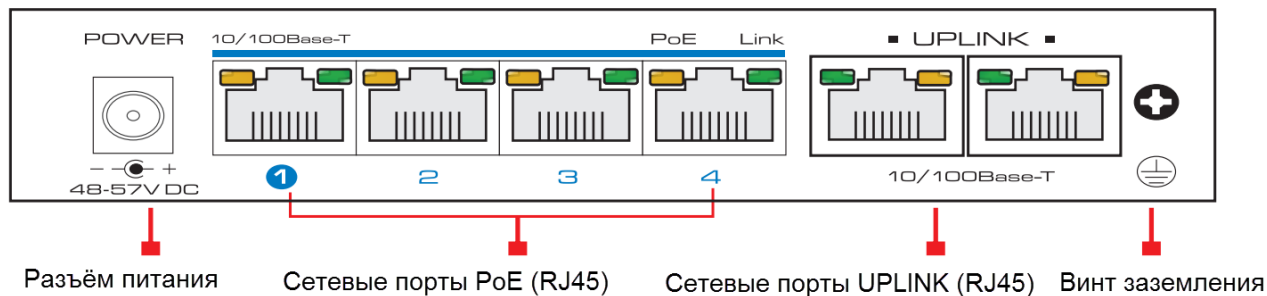 POWER
10/100Base-T PoE Link
▪ UPLINK ▪
- +
48-57V DC
1 2 3 4
10/100Base-T
Разъём питания
Сетевые порты PoE (RJ45)
Сетевые порты UPLINK (RJ45)
Винт заземления